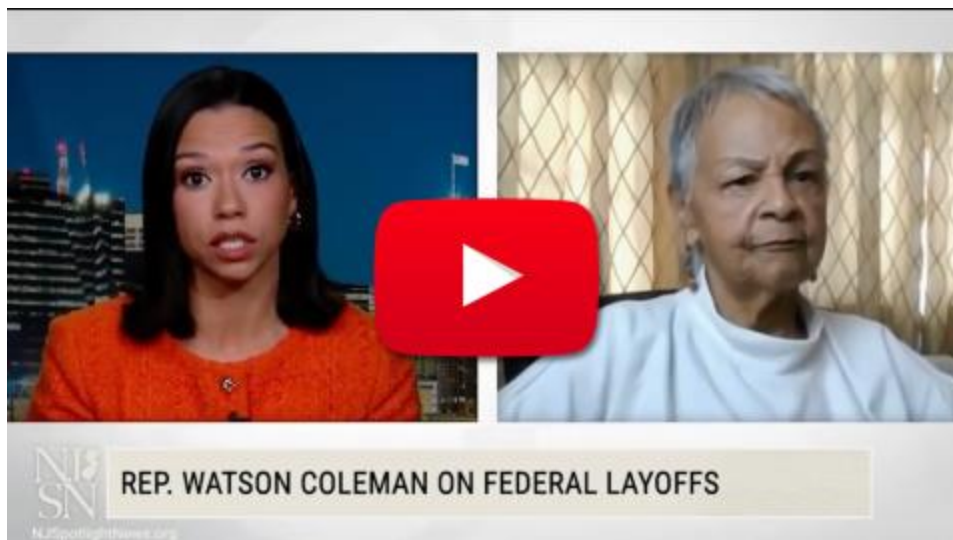 NJ
SN
REP. WATSON COLEMAN ON FEDERAL LAYOFFS
NJSpotlightNews.org